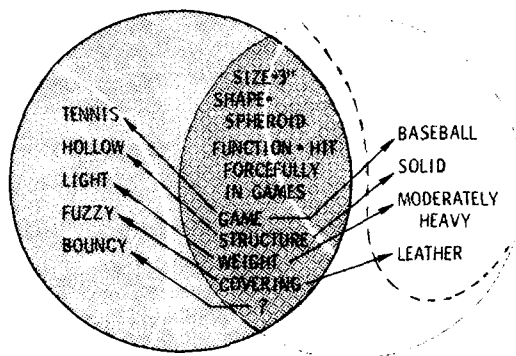 SIZE=3"
SHAPE=
SPHEROID
FUNCTION=HIT
FORCEFULLY
IN GAMES
TENNIS
HOLLOW
LIGHT
FUZZY
BOUNCY
GAME
STRUCTURE
WEIGHT
COVERING
?
BASEBALL
SOLID
MODERATELY
HEAVY
LEATHER